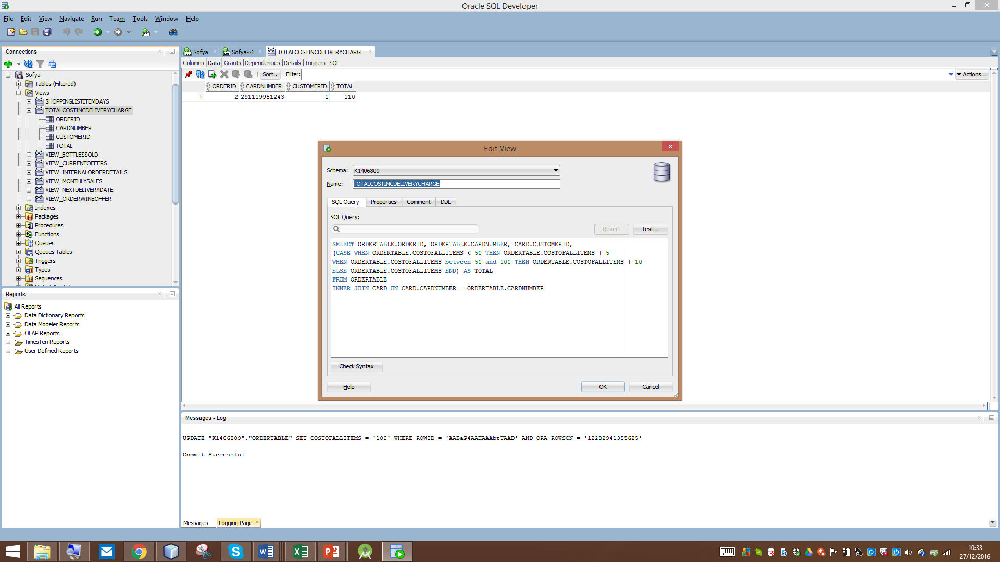 Oracle SQL Developer
File Edit View Navigate Run Team Tools Window Help
Connections
Sofya
Tables (Filtered)
Views
SHOPPINGLISTITEMDAYS
TOTALCOSTINCDELIVERYCHARGE
ORDERID
CARDNUMBER
CUSTOMERID
TOTAL
VIEW_BOTTLESSOLD
VIEW_CURRENTOFFERS
VIEW_INTERNALORDERDETAILS
VIEW_MONTHLYSALES
VIEW_NEXTDELIVERYDATE
VIEW_ORDERWINEOFFER
Indexes
Packages
Procedures
Functions
Queues
Queues Tables
Triggers
Types
Sequences
Reports
All Reports
Data Dictionary Reports
Data Modeler Reports
OLAP Reports
TimesTen Reports
User Defined Reports
Sofya Sofya~1 TOTALCOSTINCDELIVERYCHARGE
Columns Data Grants Dependencies Details Triggers SQL
Sort.. Filter: Actions...
ORDERID CARDNUMBER CUSTOMERID TOTAL
1 2 291119951243 1 110
Edit View
Schema: K1406809
Name: TOTALCOSTINCDELIVERYCHARGE
SQL Query Properties Comment DDL
SQL Query:
Revert Test...
SELECT ORDERTABLE.ORDERID, ORDERTABLE.CARDNUMBER, CARD.CUSTOMERID,
(CASE WHEN ORDERTABLE.COSTOFALLITEMS < 50 THEN ORDERTABLE.COSTOFALLITEMS + 5
WHEN ORDERTABLE.COSTOFALLITEMS between 50 and 100 THEN ORDERTABLE.COSTOFALLITEMS + 10
ELSE ORDERTABLE.COSTOFALLITEMS END) AS TOTAL
FROM ORDERTABLE
INNER JOIN CARD ON CARD.CARDNUMBER = ORDERTABLE.CARDNUMBER
Check Syntax
Help OK Cancel
Messages - Log
UPDATE "K1406809"."ORDERTABLE" SET COSTOFALLITEMS = '100' WHERE ROWID = 'AABaP4AAHAAAbtUAAD' AND ORA_ROWSCN = '12282941355625'
Commit Successful
Messages Logging Page
10:33
27/12/2016